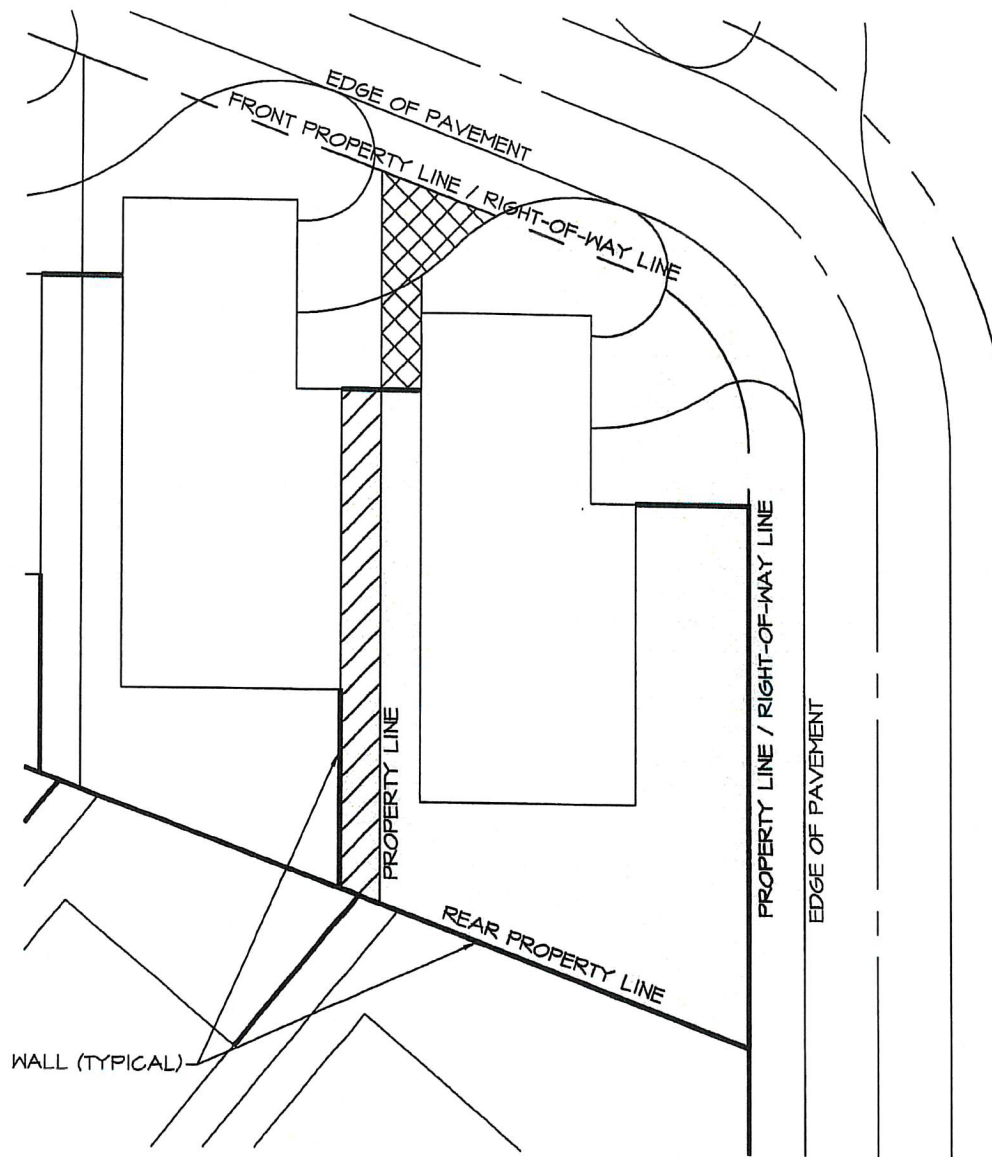 EDGE OF PAVEMENT
FRONT PROPERTY LINE / RIGHT-OF-WAY LINE
PROPERTY LINE / RIGHT-OF-WAY LINE
EDGE OF PAVEMENT
PROPERTY LINE
REAR PROPERTY LINE
WALL (TYPICAL)